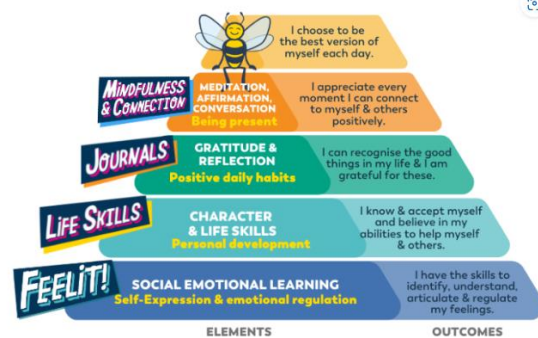 I choose to be
the best version of
myself each day.
MINDFULNESS
& CONNECTION
MEDITATION,
AFFIRMATION,
CONVERSATION
Being present
I appreciate every
moment I can connect
to myself & others
positively.
JOURNALS
GRATITUDE &
REFLECTION
Positive daily habits
I can recognise the good
things in my life & I am
grateful for these.
LIFE SKILLS
CHARACTER
& LIFE SKILLS
Personal development
I know & accept myself
and believe in my
abilities to help myself
& others.
FEELIT!
SOCIAL EMOTIONAL LEARNING
Self-Expression & emotional regulation
I have the skills to
identify, understand,
articulate & regulate
my feelings.
ELEMENTS
OUTCOMES